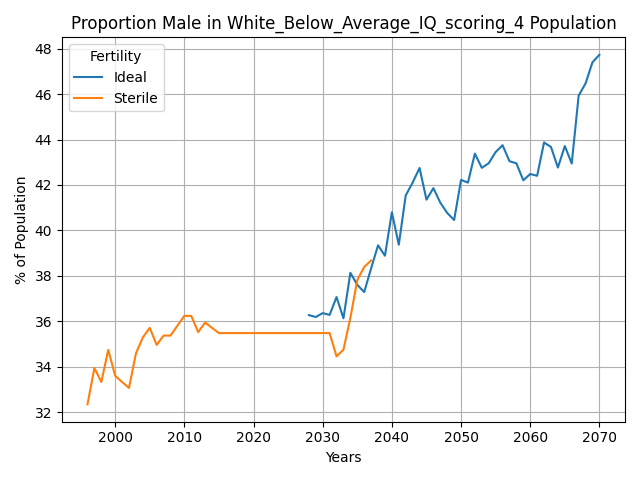 Proportion Male in White_Below_Average_IQ_scoring_4 Population
Fertility
Ideal
Sterile
48
46
44
42
40
38
36
34
32
% of Population
2000
2010
2020
2030
2040
2050
2060
2070
Years